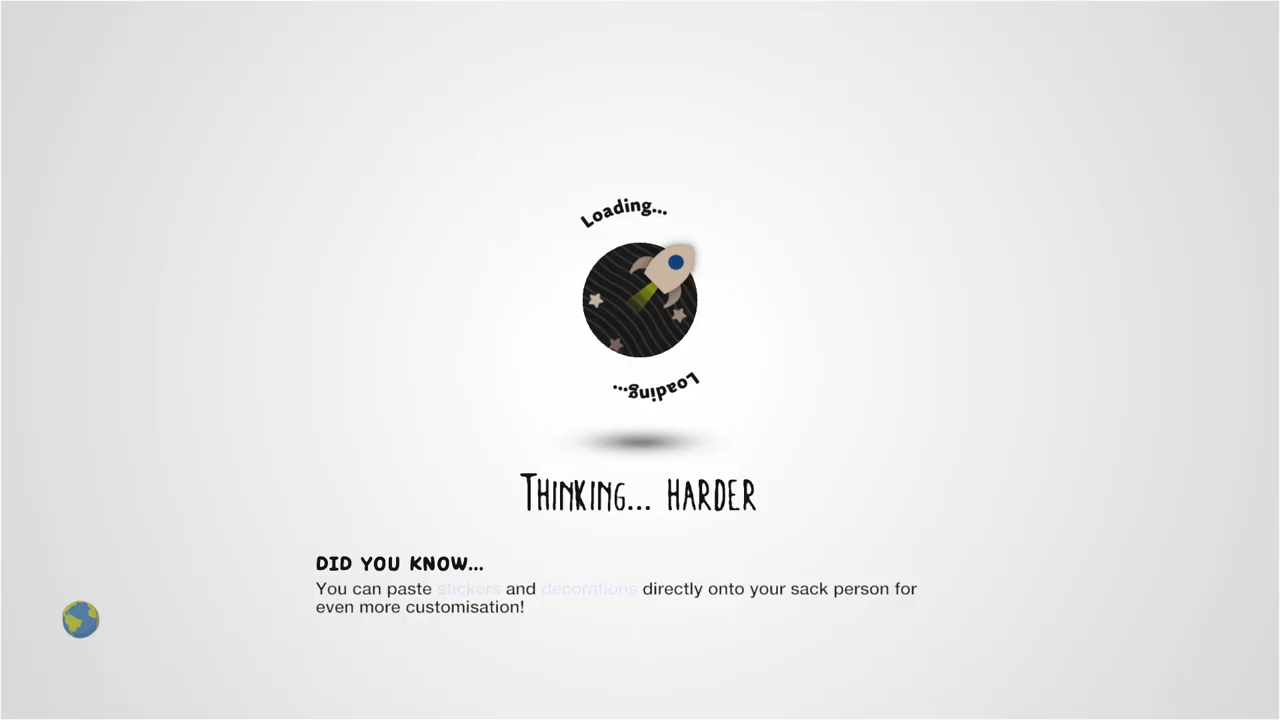 Loading...
Loading...
THINKING... HARDER
DID YOU KNOW...
You can paste stickers and decorations directly onto your sack person for
even more customisation!